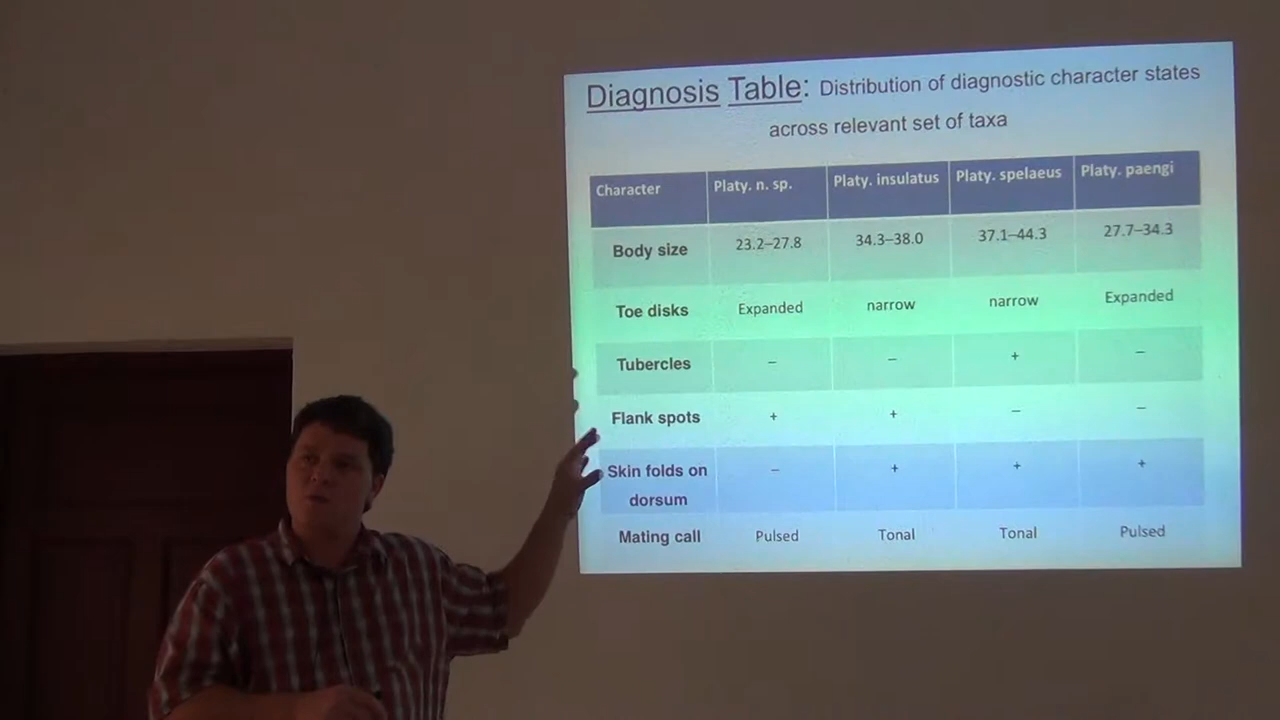 Diagnosis Table: Distribution of diagnostic character states
across relevant set of taxa
Character Platy. n. sp. Platy. insulatus Platy. spelaeus Platy. paengi
Body size 23.2–27.8 34.3–38.0 37.1–44.3 27.7–34.3
Toe disks Expanded narrow narrow Expanded
Tubercles – – + –
Flank spots + + – –
Skin folds on dorsum – + + +
Mating call Pulsed Tonal Tonal Pulsed